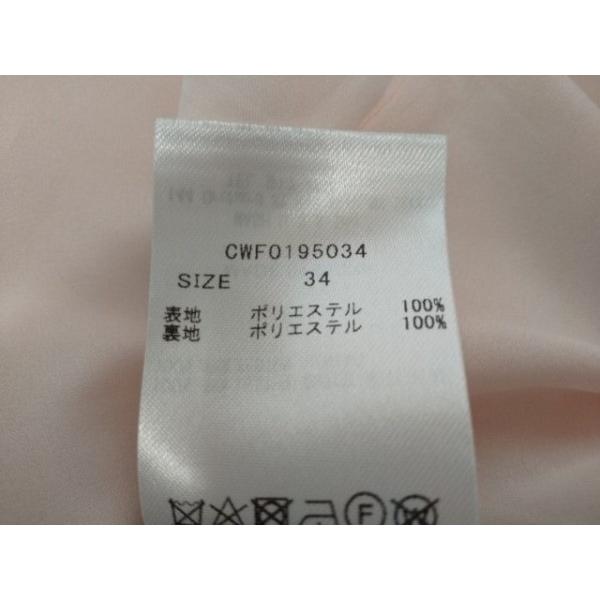 CWF0195034
SIZE 34
表地 ポリエステル 100%
裏地 ポリエステル 100%
F
W